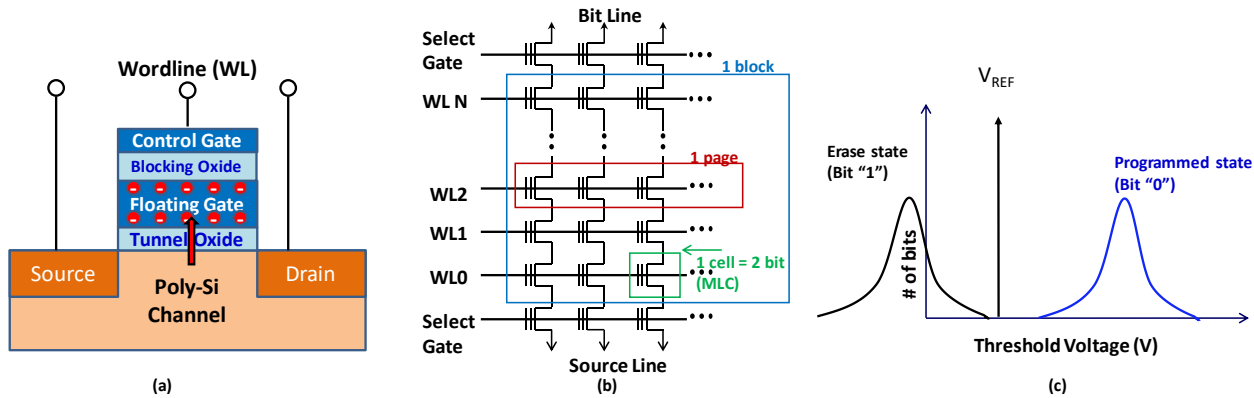 Wordline (WL)
Control Gate
Blocking Oxide
Floating Gate
Tunnel Oxide
Source
Drain
Poly-Si
Channel
(a)
Bit Line
Select
Gate
1 block
WL N
1 page
WL2
WL1
1 cell = 2 bit
(MLC)
WL0
Select
Gate
Source Line
(b)
VREF
Erase state
(Bit “1”)
Programmed state
(Bit “0”)
# of bits
Threshold Voltage (V)
(c)